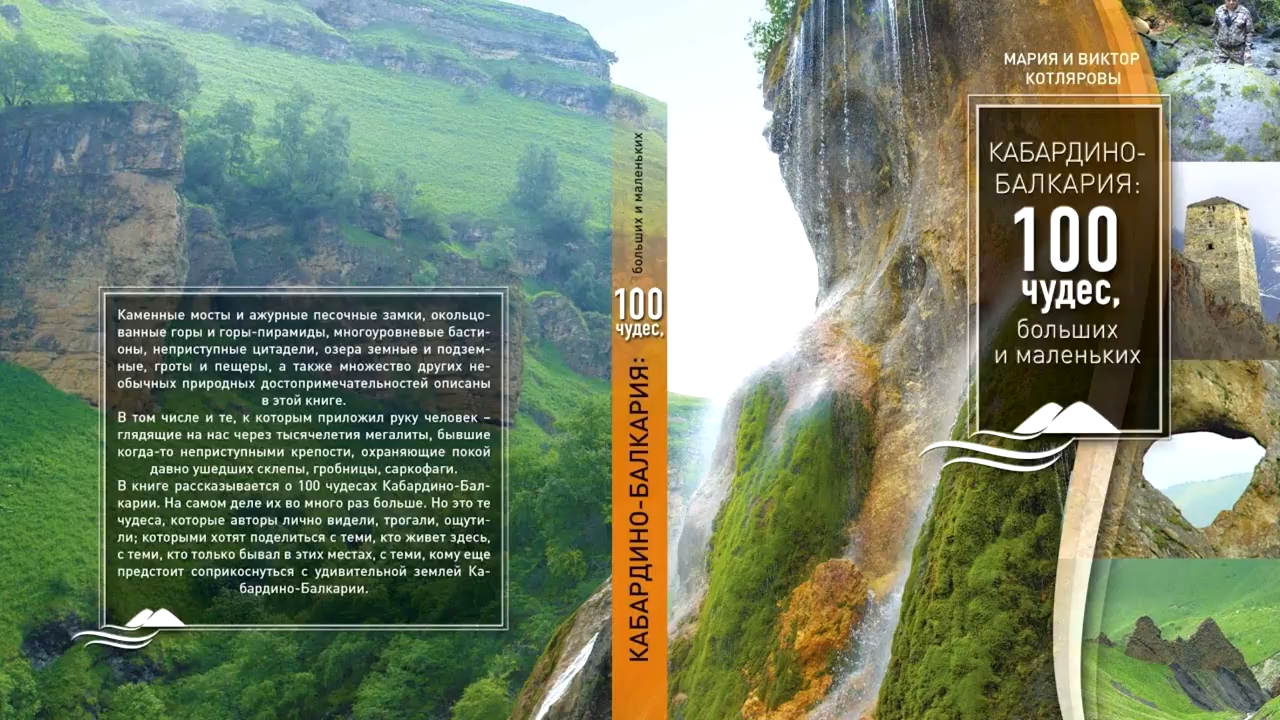 Каменные мосты и ажурные песочные замки, окольцо-
ванные горы и горы-пирамиды, многоуровневые басти-
оны, неприступные цитадели, озера земные и подзем-
ные, гроты и пещеры, а также множество других не-
обычных природных достопримечательностей описаны
в этой книге.
В том числе и те, к которым приложил руку человек –
глядящие на нас через тысячелетия мегалиты, бывшие
когда-то неприступными крепости, охраняющие покой
давно ушедших склепы, гробницы, саркофаги.
В книге рассказывается о 100 чудесах Кабардино-Бал-
карии. На самом деле их во много раз больше. Но это те
чудеса, которые авторы лично видели, трогали, ощути-
ли; которыми хотят поделиться с теми, кто живет здесь,
с теми, кто только бывал в этих местах, с теми, кому еще
предстоит соприкоснуться с удивительной землей Ка-
бардино-Балкарии.
КАБАРДИНО-БАЛКАРИЯ:
100
чудес,
больших и маленьких
МАРИЯ И ВИКТОР
КОТЛЯРОВЫ
КАБАРДИНО-
БАЛКАРИЯ:
100
чудес,
больших
и маленьких